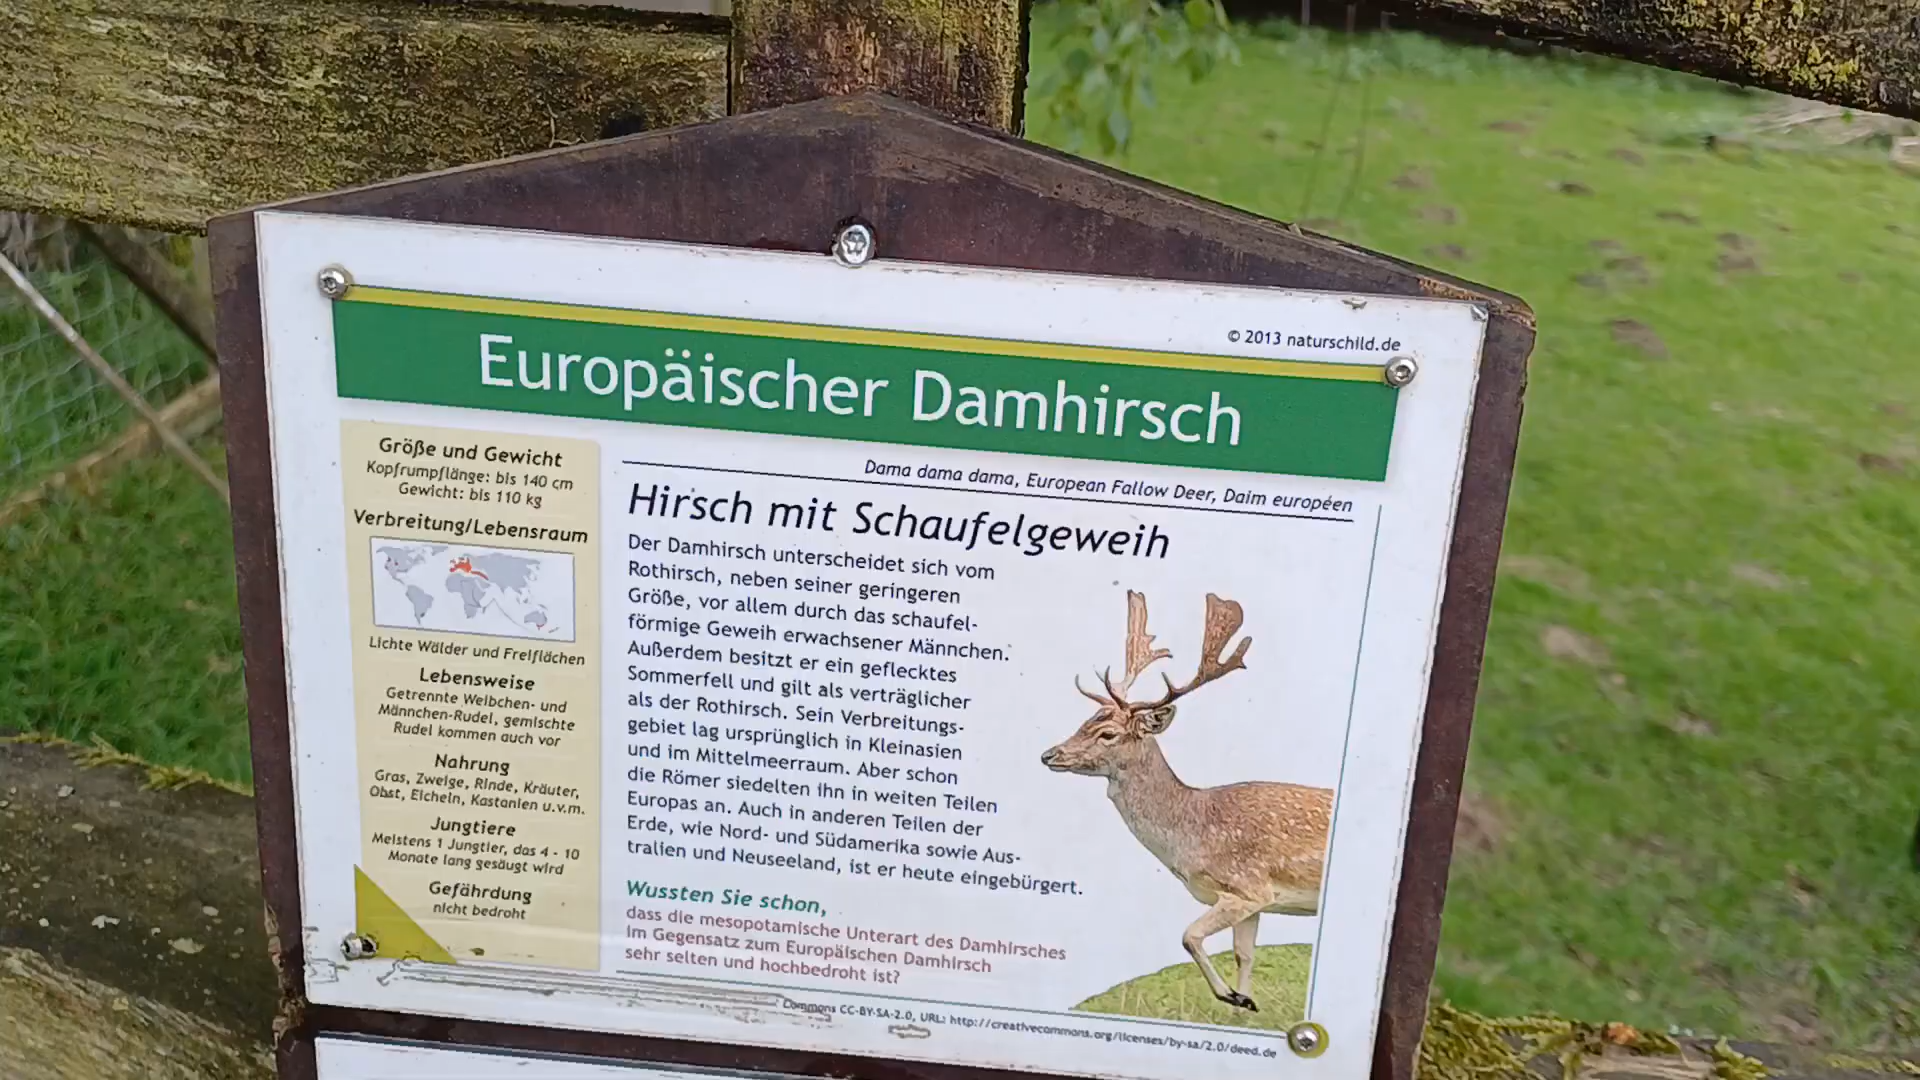 © 2013 naturschild.de
Europäischer Damhirsch
Dama dama dama, European Fallow Deer, Daim européen
Größe und Gewicht
Kopfrumpflänge: bis 140 cm
Gewicht: bis 110 kg
Verbreitung/Lebensraum
Lichte Wälder und Freiflächen
Lebensweise
Getrennte Weibchen- und
Männchen-Rudel, gemischte
Rudel kommen auch vor
Nahrung
Gras, Zweige, Rinde, Kräuter,
Obst, Eicheln, Kastanien u.v.m.
Jungtiere
Meistens 1 Jungtier, das 4 - 10
Monate lang gesäugt wird
Gefährdung
nicht bedroht
Hirsch mit Schaufelgeweih
Der Damhirsch unterscheidet sich vom
Rothirsch, neben seiner geringeren
Größe, vor allem durch das schaufel-
förmige Geweih erwachsener Männchen.
Außerdem besitzt er ein geflecktes
Sommerfell und gilt als verträglicher
als der Rothirsch. Sein Verbreitungs-
gebiet lag ursprünglich in Kleinasien
und im Mittelmeerraum. Aber schon
die Römer siedelten ihn in weiten Teilen
Europas an. Auch in anderen Teilen der
Erde, wie Nord- und Südamerika sowie Aus-
tralien und Neuseeland, ist er heute eingebürgert.
Wussten Sie schon,
dass die mesopotamische Unterart des Damhirsches
im Gegensatz zum Europäischen Damhirsch
sehr selten und hochbedroht ist?
Commons CC-BY-SA-2.0, URL: http://creativecommons.org/licenses/by-sa/2.0/deed.de